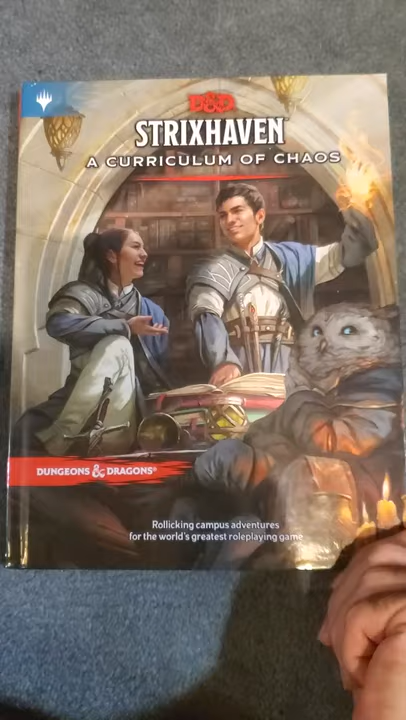 D&D
STRIXHAVEN
A CURRICULUM OF CHAOS
DUNGEONS & DRAGONS®
Rollicking campus adventures
for the world's greatest roleplaying game